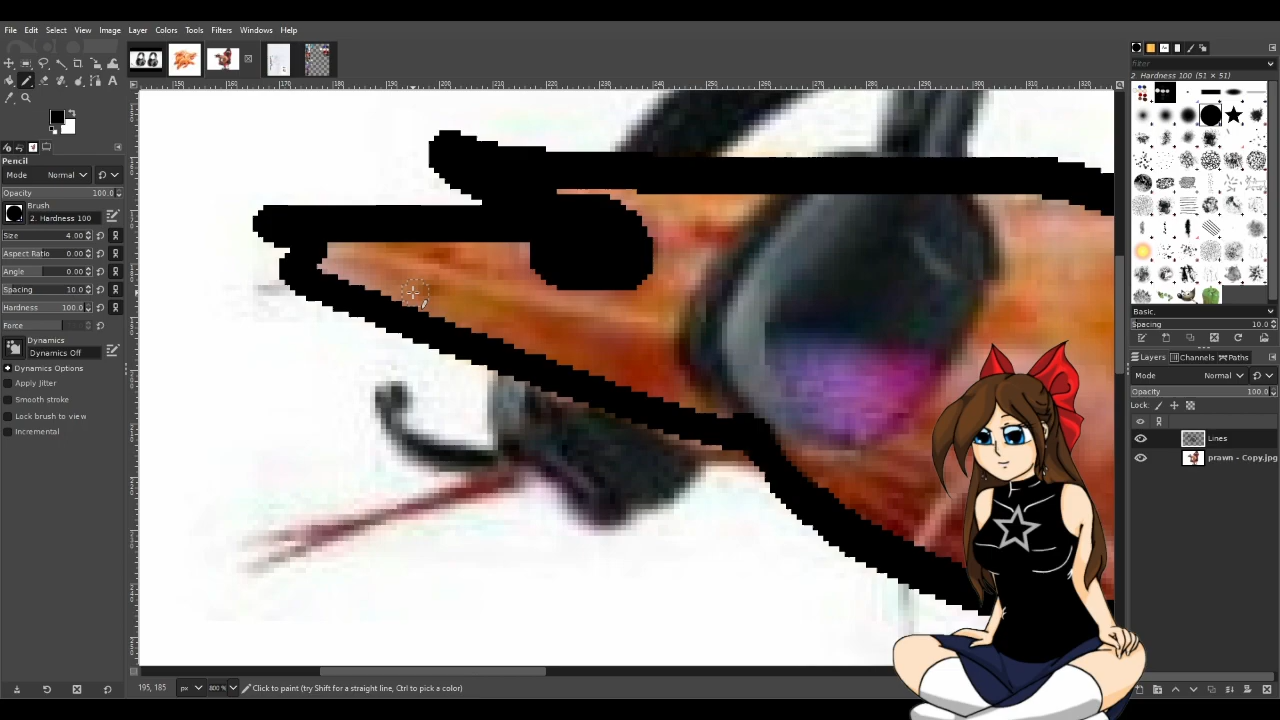 File Edit Select View Image Layer Colors Tools Filters Windows Help
filter
2. Hardness 100 (51 × 51)
Pencil
Mode Normal
Opacity 100.0
Brush
2. Hardness 100
Size 4.00
Aspect Ratio 0.00
Angle 0.00
Spacing 10.0
Hardness 100.0
Force
Dynamics
Dynamics Off
Dynamics Options
Apply Jitter
Smooth stroke
Lock brush to view
Incremental
Basic,
Spacing 10.0
Layers Channels Paths
Mode Normal
Opacity 100.0
Lock:
Lines
prawn - Copy.jpg
195, 185 px 800 % Click to paint (try Shift for a straight line, Ctrl to pick a color)